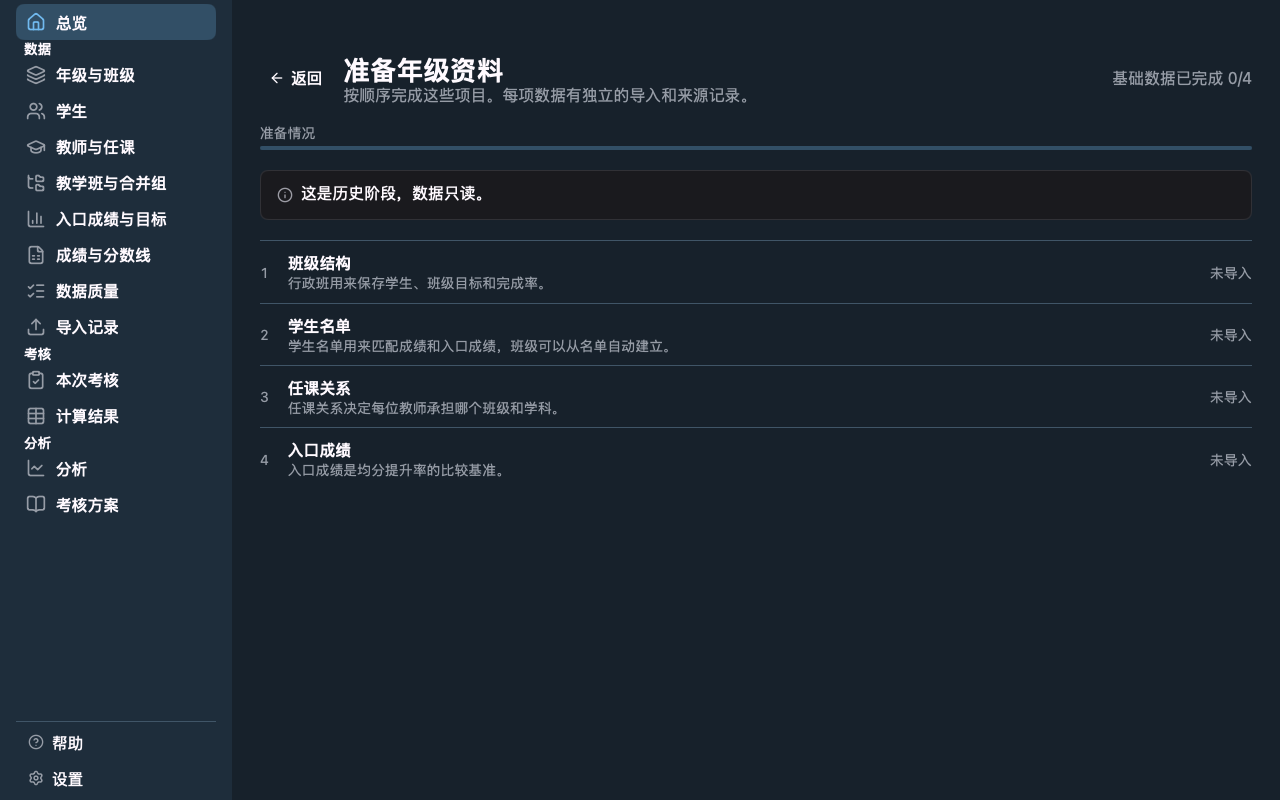 总览
数据
年级与班级
学生
教师与任课
教学班与合并组
入口成绩与目标
成绩与分数线
数据质量
导入记录
考核
本次考核
计算结果
分析
分析
考核方案
帮助
设置
返回
准备年级资料
按顺序完成这些项目。每项数据有独立的导入和来源记录。
基础数据已完成 0/4
准备情况
这是历史阶段，数据只读。
1
班级结构
行政班用来保存学生、班级目标和完成率。
未导入
2
学生名单
学生名单用来匹配成绩和入口成绩，班级可以从名单自动建立。
未导入
3
任课关系
任课关系决定每位教师承担哪个班级和学科。
未导入
4
入口成绩
入口成绩是均分提升率的比较基准。
未导入